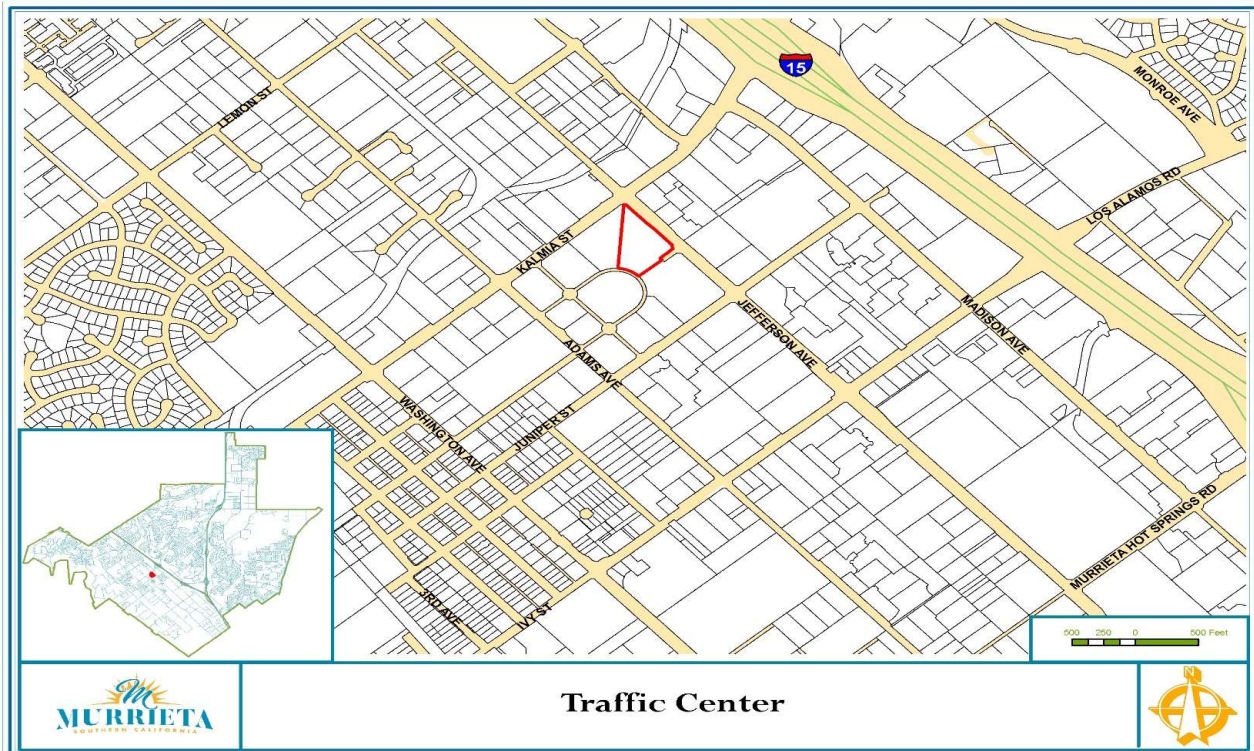 15
MONROE AVE
LEMON ST
LOS ALAMOS RD
KALMIA ST
JEFFERSON AVE
MADISON AVE
ADAMS AVE
WASHINGTON AVE
JUNIPER ST
MURRIETA HOT SPRINGS RD
3RD AVE
IVY ST
500 250 0 500 Feet
M
MURRIETA
SOUTHERN CALIFORNIA
Traffic Center
N